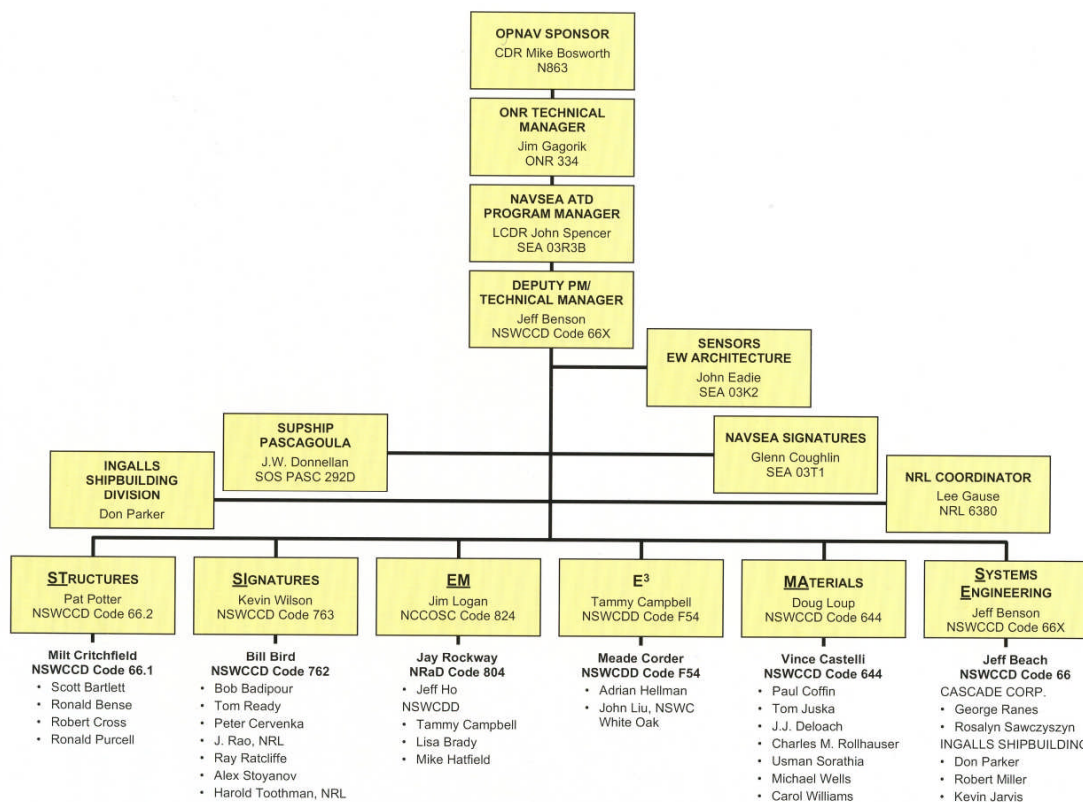 OPNAV SPONSOR
CDR Mike Bosworth
N863
ONR TECHNICAL
MANAGER
Jim Gagorik
ONR 334
NAVSEA ATD
PROGRAM MANAGER
LCDR John Spencer
SEA 03R3B
DEPUTY PM/
TECHNICAL MANAGER
Jeff Benson
NSWCCD Code 66X
SENSORS
EW ARCHITECTURE
John Eadie
SEA 03K2
SUPSHIP
PASCAGOULA
J.W. Donnellan
SOS PASC 292D
NAVSEA SIGNATURES
Glenn Coughlin
SEA 03T1
INGALLS
SHIPBUILDING
DIVISION
Don Parker
NRL COORDINATOR
Lee Gause
NRL 6380
STRUCTURES
Pat Potter
NSWCCD Code 66.2
Milt Critchfield
NSWCCD Code 66.1
• Scott Bartlett
• Ronald Bense
• Robert Cross
• Ronald Purcell
SIGNATURES
Kevin Wilson
NSWCCD Code 763
Bill Bird
NSWCCD Code 762
• Bob Badipour
• Tom Ready
• Peter Cervenka
• J. Rao, NRL
• Ray Ratcliffe
• Alex Stoyanov
• Harold Toothman, NRL
EM
Jim Logan
NCCOSC Code 824
Jay Rockway
NRaD Code 804
• Jeff Ho
NSWCDD
• Tammy Campbell
• Lisa Brady
• Mike Hatfield
E³
Tammy Campbell
NSWCDD Code F54
Meade Corder
NSWCDD Code F54
• Adrian Hellman
• John Liu, NSWC
White Oak
MATERIALS
Doug Loup
NSWCCD Code 644
Vince Castelli
NSWCCD Code 644
• Paul Coffin
• Tom Juska
• J.J. Deloach
• Charles M. Rollhauser
• Usman Sorathia
• Michael Wells
• Carol Williams
SYSTEMS
ENGINEERING
Jeff Benson
NSWCCD Code 66X
Jeff Beach
NSWCCD Code 66
CASCADE CORP.
• George Ranes
• Rosalyn Sawczyszyn
INGALLS SHIPBUILDING
• Don Parker
• Robert Miller
• Kevin Jarvis